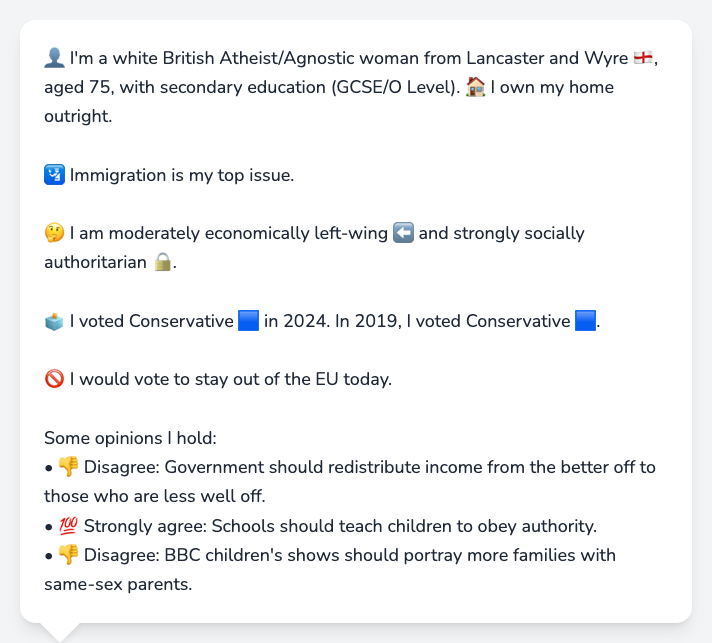 👤 I'm a white British Atheist/Agnostic woman from Lancaster and Wyre 🏴󠁧󠁢󠁥󠁮󠁧󠁿,
aged 75, with secondary education (GCSE/O Level). 🏠 I own my home
outright.
🛂 Immigration is my top issue.
🤔 I am moderately economically left-wing ⬅️ and strongly socially
authoritarian 🔒.
🗳️ I voted Conservative 🟦 in 2024. In 2019, I voted Conservative 🟦.
🚫 I would vote to stay out of the EU today.
Some opinions I hold:
• 👎 Disagree: Government should redistribute income from the better off to
those who are less well off.
• 💯 Strongly agree: Schools should teach children to obey authority.
• 👎 Disagree: BBC children's shows should portray more families with
same-sex parents.